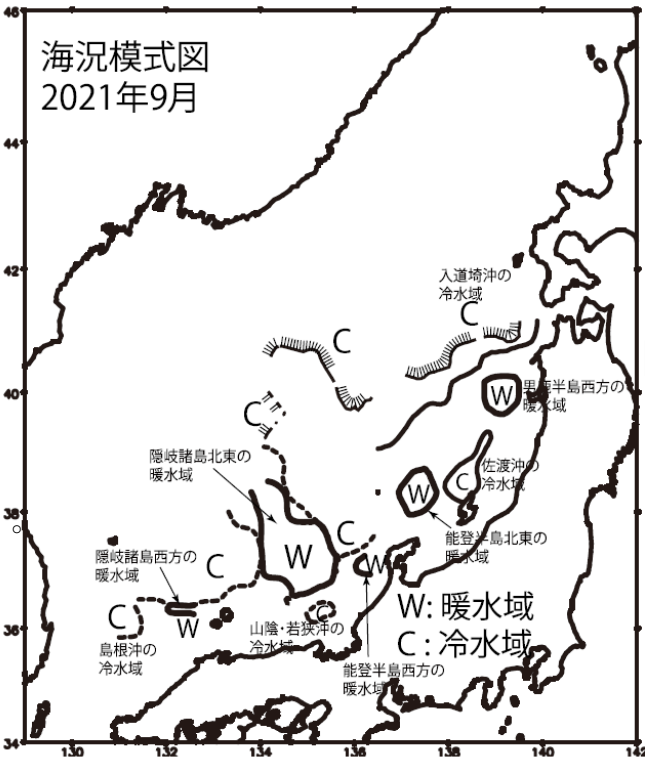 46
海況模式図
2021年9月
44
42
入道埼沖の
冷水域
C
C
40
W
男鹿半島西方の
暖水域
C
隠岐諸島北東の
暖水域
佐渡沖の
冷水域
C
W
38
能登半島北東の
暖水域
C
W
W
隠岐諸島西方の
暖水域
C
W: 暖水域
C
W
C
山陰・若狭沖の
冷水域
C : 冷水域
36
島根沖の
冷水域
能登半島西方の
暖水域
34
130
132
134
136
138
140
142